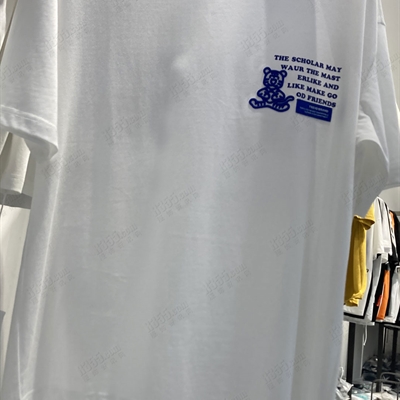 THE SCHOLAR MAY
WAUR THE MAST
ERLIKE AND
LIKE MAKE GO
OD FRIENDS